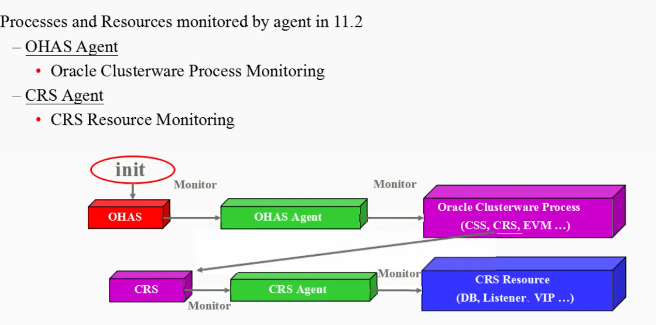 Processes and Resources monitored by agent in 11.2
– OHAS Agent
• Oracle Clusterware Process Monitoring
– CRS Agent
• CRS Resource Monitoring
init
Monitor
Monitor
OHAS
OHAS Agent
Oracle Clusterware Process
(CSS, CRS, EVM ...)
CRS
Monitor
CRS Agent
Monitor
CRS Resource
(DB, Listener. VIP ...)